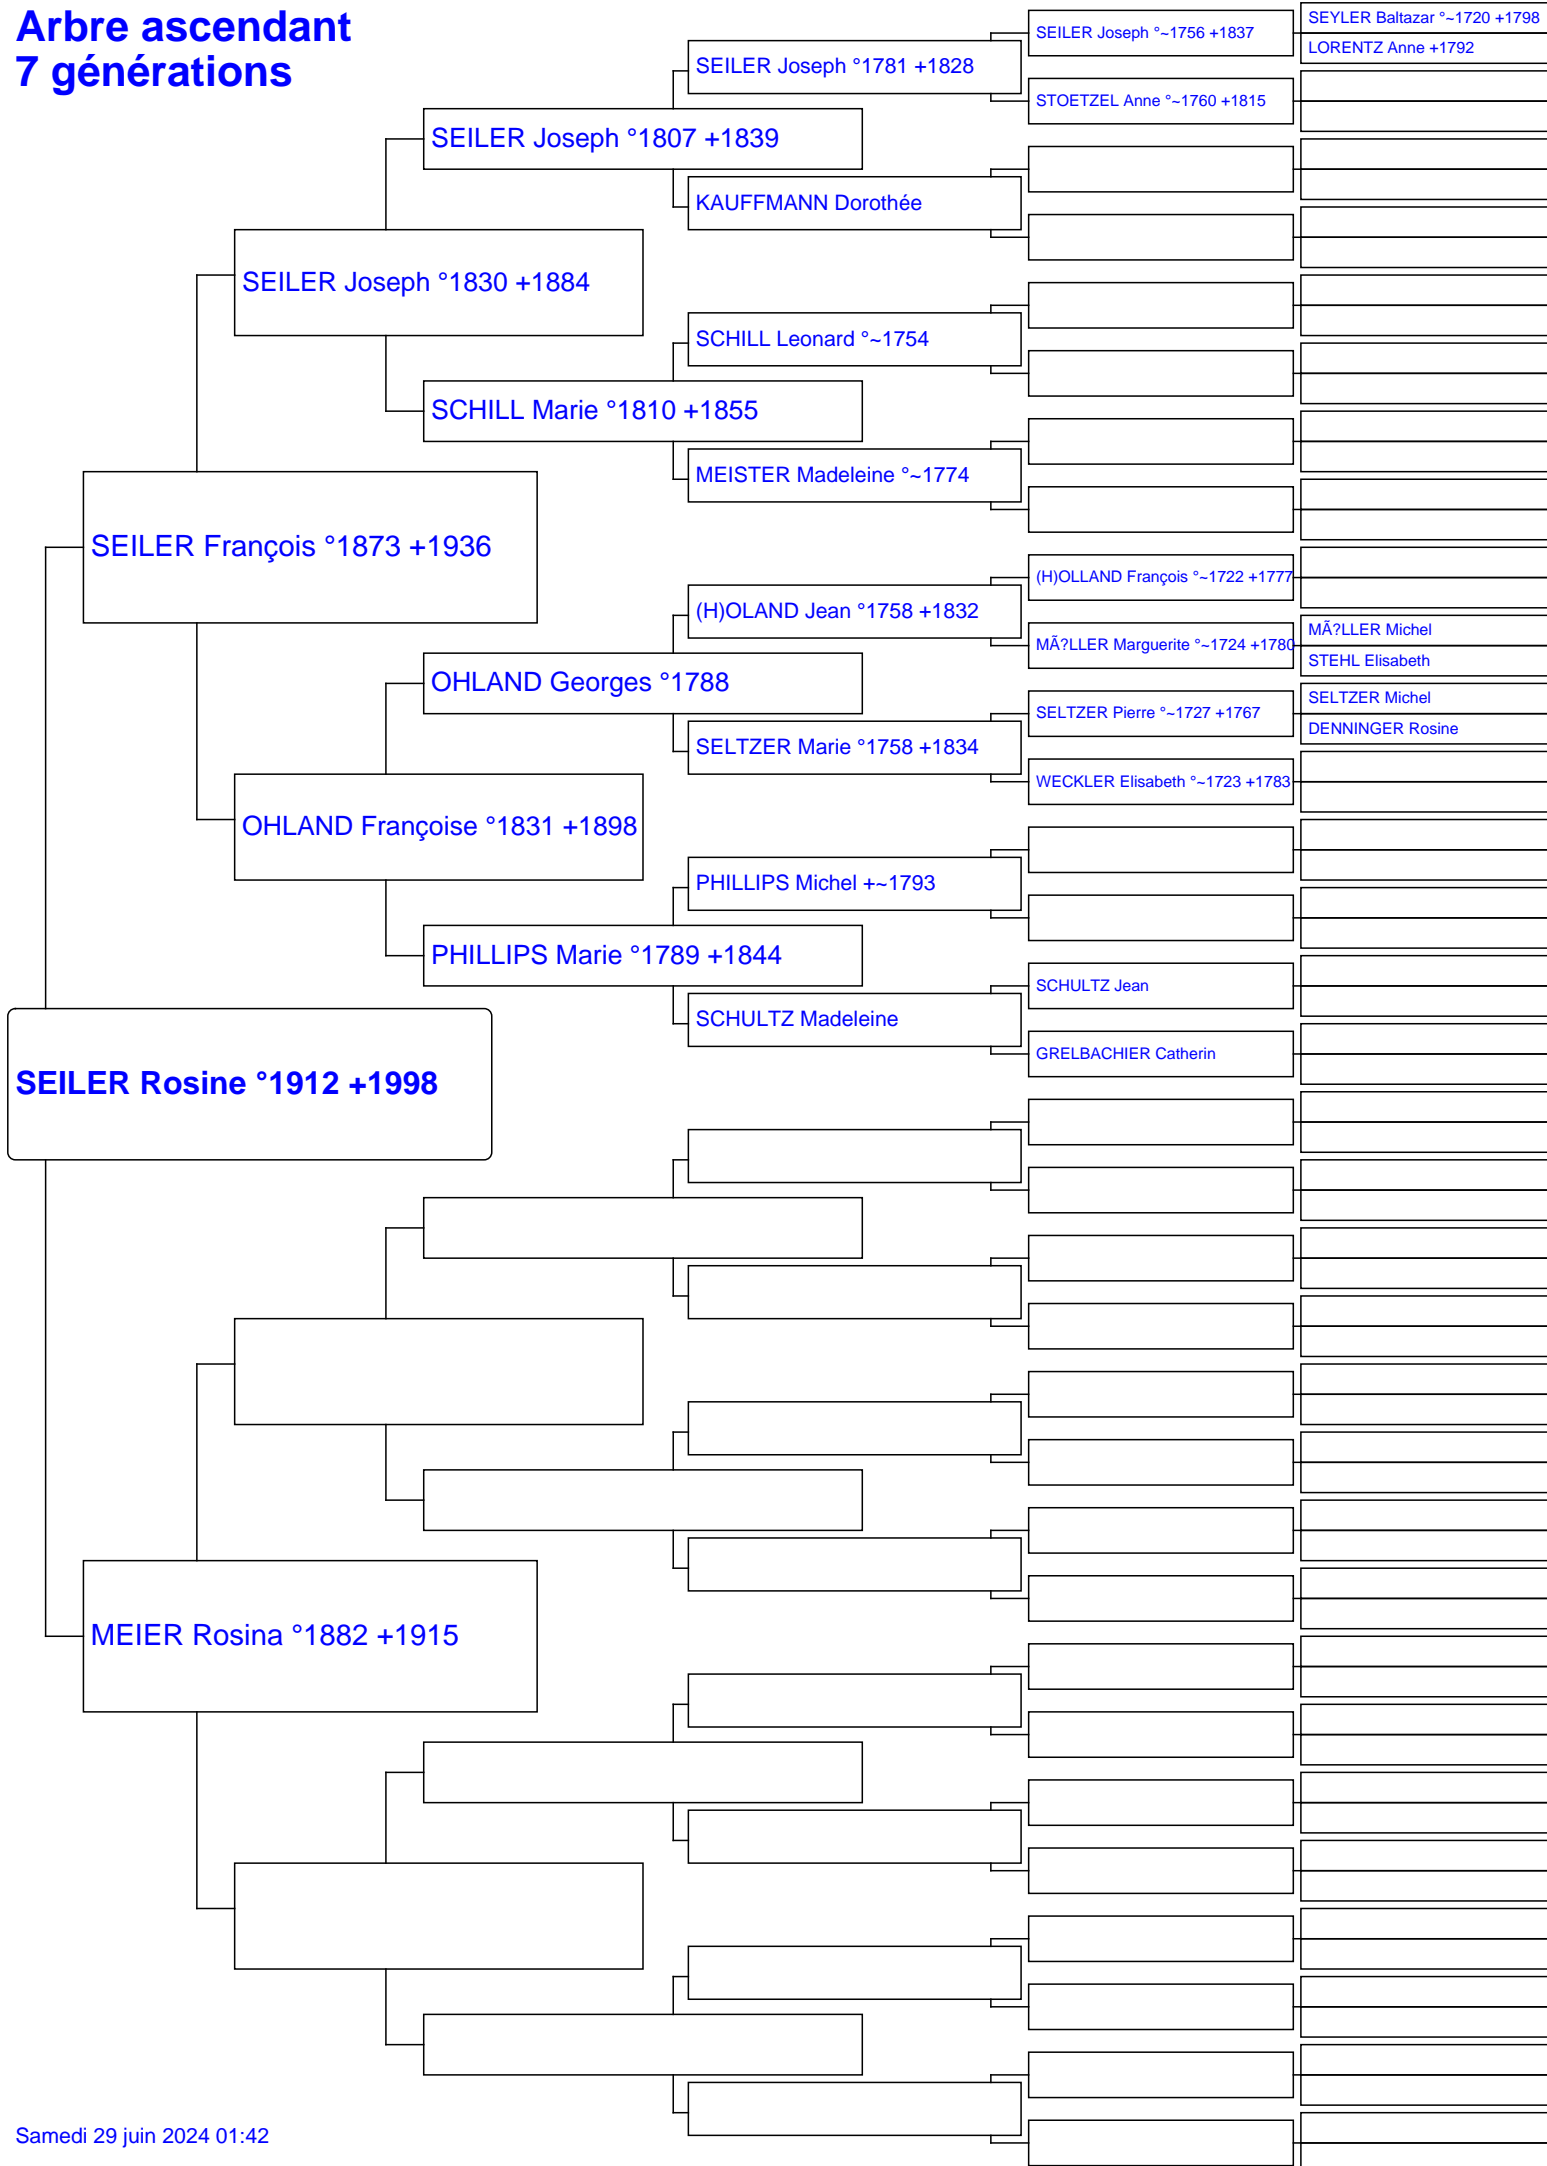 Arbre ascendant
7 générations
SEYLER Baltazar °~1720 +1798
SEILER Joseph °~1756 +1837
LORENTZ Anne +1792
SEILER Joseph °1781 +1828
STOETZEL Anne °~1760 +1815
SEILER Joseph °1807 +1839
KAUFFMANN Dorothée
SEILER Joseph °1830 +1884
SCHILL Leonard °~1754
SCHILL Marie °1810 +1855
MEISTER Madeleine °~1774
SEILER François °1873 +1936
(H)OLLAND François °~1722 +1777
(H)OLAND Jean °1758 +1832
MÃ?LLER Michel
MÃ?LLER Marguerite °~1724 +1780
STEHL Elisabeth
OHLAND Georges °1788
SELTZER Michel
SELTZER Pierre °~1727 +1767
DENNINGER Rosine
SELTZER Marie °1758 +1834
WECKLER Elisabeth °~1723 +1783
OHLAND Françoise °1831 +1898
PHILLIPS Michel +~1793
PHILLIPS Marie °1789 +1844
SCHULTZ Jean
SCHULTZ Madeleine
GRELBACHIER Catherin
SEILER Rosine °1912 +1998
MEIER Rosina °1882 +1915
Samedi 29 juin 2024 01:42